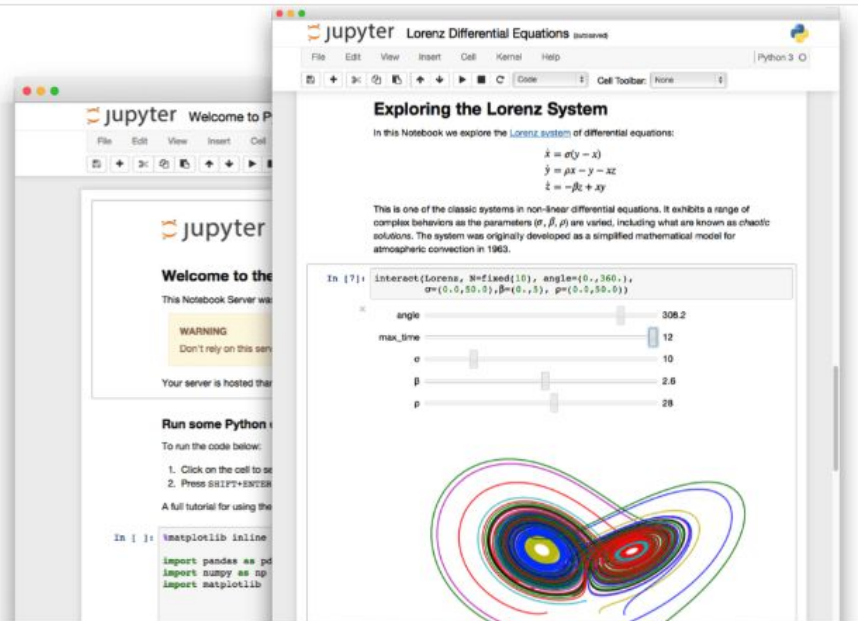 jupyter Lorenz Differential Equations (autosaved)
File Edit View Insert Cell Kernel Help Python 3
Code Cell Toolbar: None
Exploring the Lorenz System
In this Notebook we explore the Lorenz system of differential equations:
ẋ = σ(y − x)
ẏ = ρx − y − xz
ż = −βz + xy
This is one of the classic systems in non-linear differential equations. It exhibits a range of
complex behaviors as the parameters (σ, β, ρ) are varied, including what are known as chaotic
solutions. The system was originally developed as a simplified mathematical model for
atmospheric convection in 1963.
In [7]: interact(Lorenz, N=fixed(10), angle=(0.,360.),
σ=(0.0,50.0),β=(0.,5), ρ=(0.0,50.0))
angle 308.2
max_time 12
σ 10
β 2.6
ρ 28
jupyter Welcome to P
File Edit View Insert Cell
jupyter
Welcome to the
This Notebook Server was
WARNING
Don't rely on this serv
Your server is hosted than
Run some Python
To run the code below:
1. Click on the cell to se
2. Press SHIFT+ENTER
A full tutorial for using the
In [ ]: %matplotlib inline
import pandas as pd
import numpy as np
import matplotlib